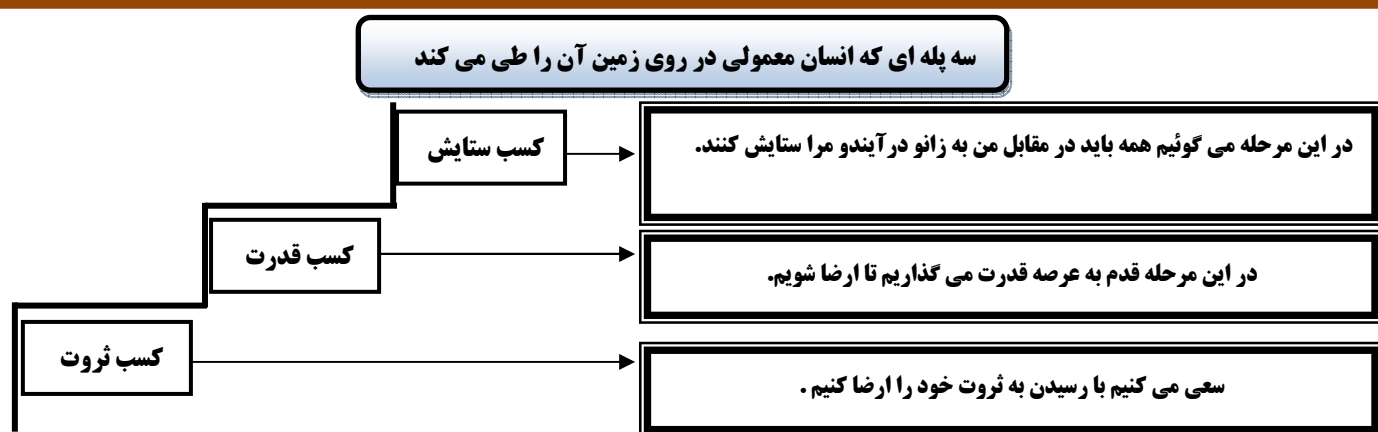 سه پله ای که انسان معمولی در روی زمین آن را طی می کند
کسب ستایش
در این مرحله می گوئیم همه باید در مقابل من به زانو درآیندو مرا ستایش کنند.
کسب قدرت
در این مرحله قدم به عرصه قدرت می گذاریم تا ارضا شویم.
کسب ثروت
سعی می کنیم با رسیدن به ثروت خود را ارضا کنیم .